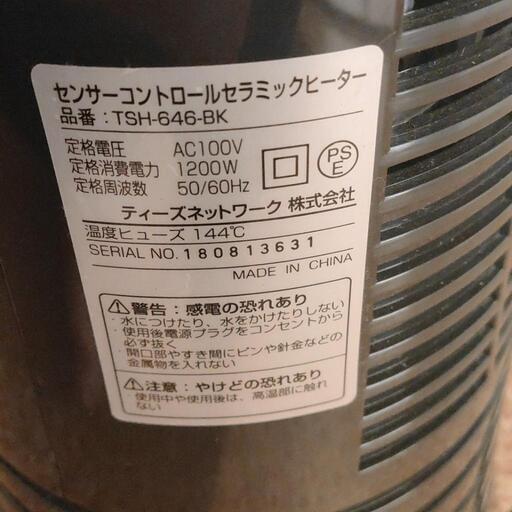 センサーコントロールセラミックヒーター
品番：TSH-646-BK
定格電圧 AC100V
定格消費電力 1200W
定格周波数 50/60Hz
PSE
ティーズネットワーク 株式会社
温度ヒューズ 144℃
SERIAL NO. 180813631
MADE IN CHINA
警告：感電の恐れあり
・水につけたり、水をかけたりしない
・使用後電源プラグをコンセントから
必ず抜く
・開口部やすき間にピンや針金などの
金属物を入れない
注意：やけどの恐れあり
・使用中や使用後は、高温部に触れ
ない